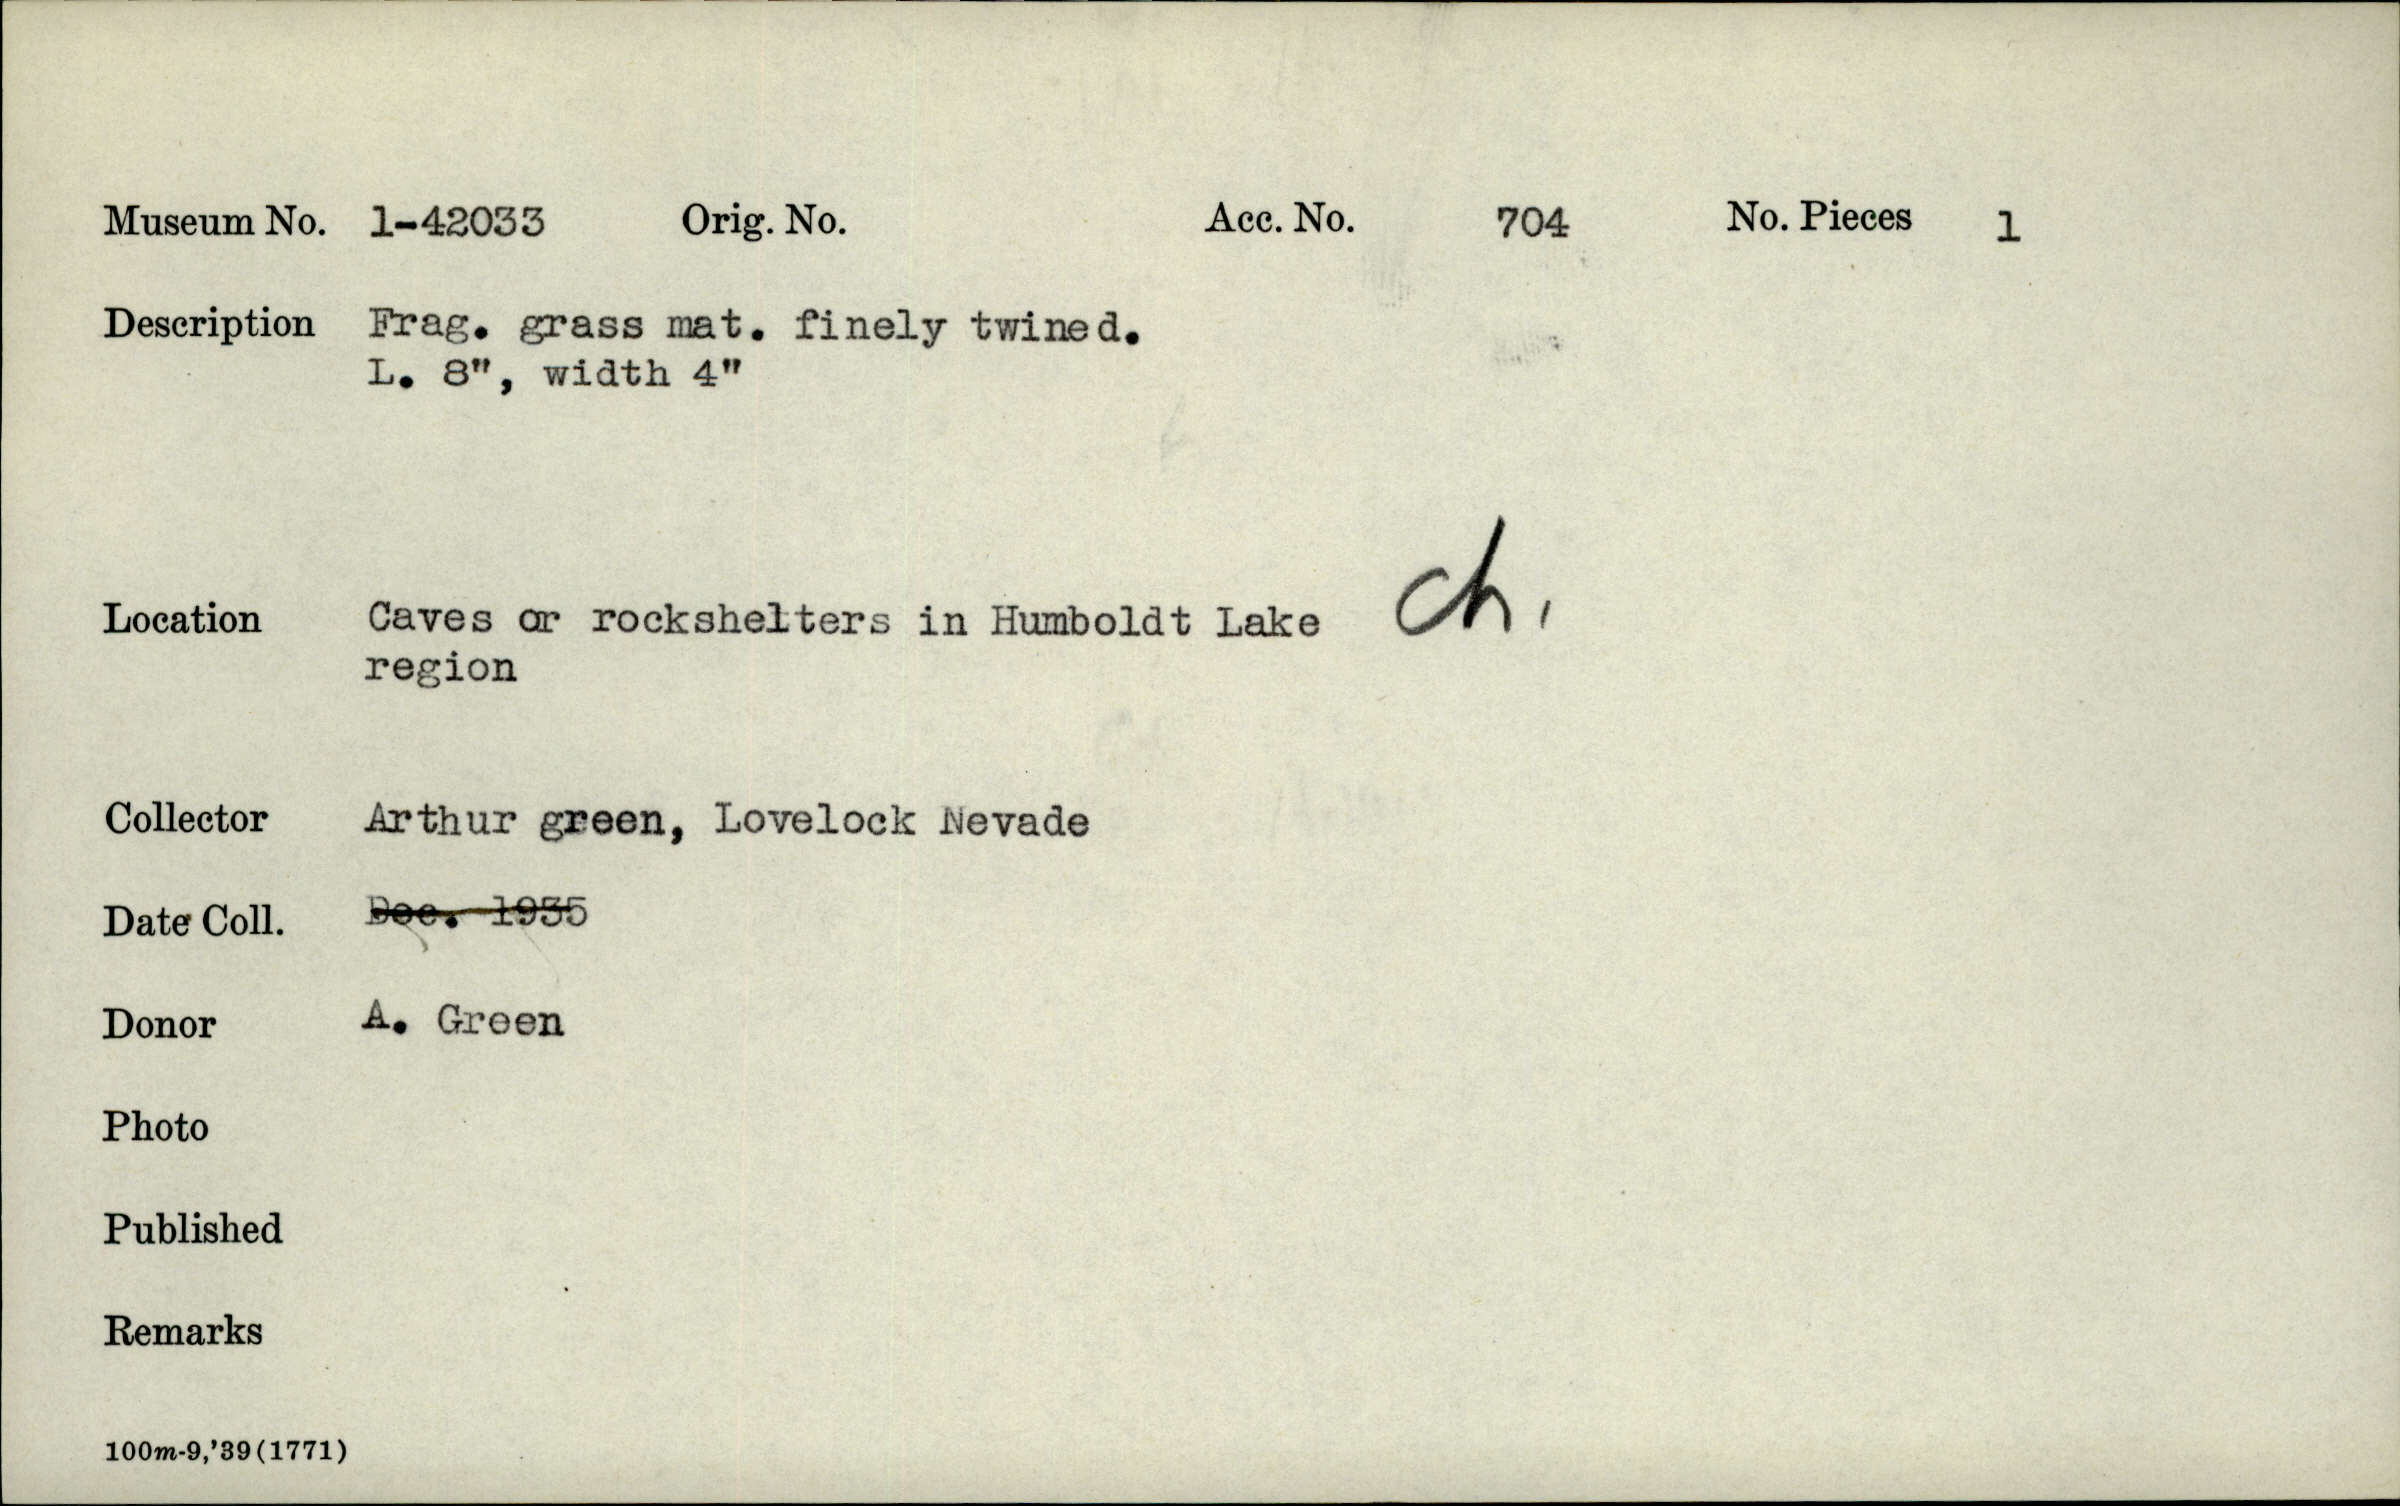 Museum No. 1-42033 Orig. No. Acc. No. 704 No. Pieces 1
Description Frag. grass mat. finely twined.
L. 8", width 4"
Location Caves or rockshelters in Humboldt Lake ch.
region
Collector Arthur green, Lovelock Nevade
Date Coll. Dec. 1935
Donor A. Green
Photo
Published
Remarks
100m-9,'39(1771)